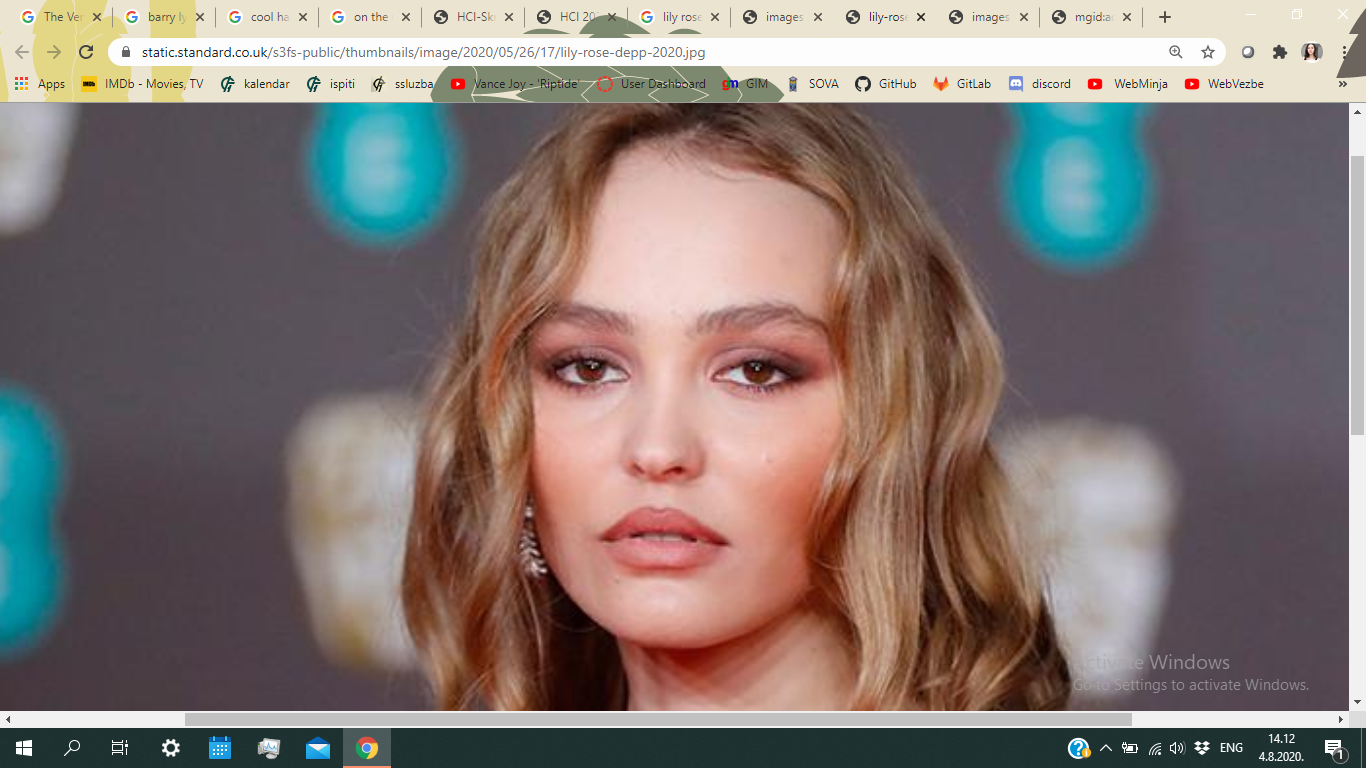 The Ver
barry ly
cool ha
on the
HCI-Sk
HCI 20
lily rose
images
lily-rose
images
mgid:ac
static.standard.co.uk/s3fs-public/thumbnails/image/2020/05/26/17/lily-rose-depp-2020.jpg
Apps IMDb - Movies, TV kalendar ispiti ssluzba Vance Joy - 'Riptide' User Dashboard gm GIM SOVA GitHub GitLab discord WebMinja WebVezbe »
E
E
Activate Windows
Go to Settings to activate Windows.
ENG
14.12
4.8.2020.
1